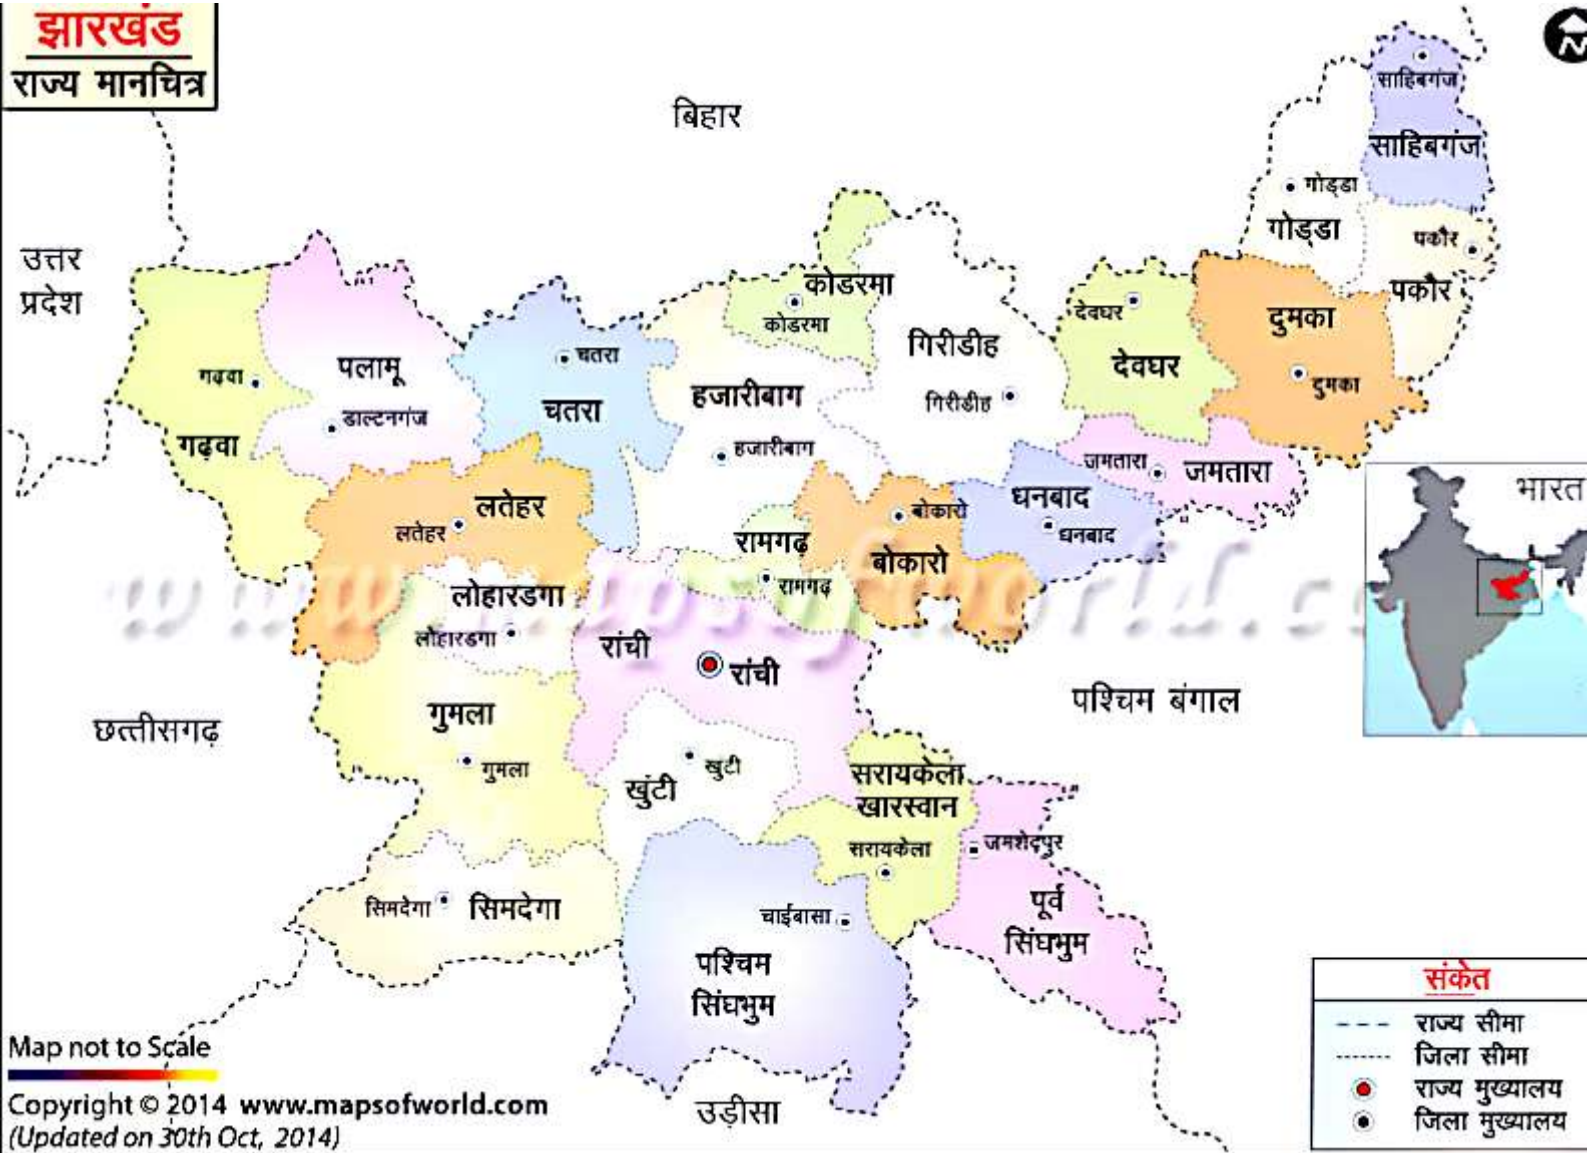 झारखंड
राज्य मानचित्र
बिहार
साहिबगंज
साहिबगंज
गोड्डा
गोड्डा
पकौर
पकौर
उत्तर
प्रदेश
कोडरमा
कोडरमा
देवघर
देवघर
दुमका
दुमका
गिरीडीह
गिरीडीह
पलामू
डाल्टनगंज
चतरा
चतरा
हजारीबाग
हजारीबाग
गढ़वा
गढ़वा
जमतारा
जमतारा
धनबाद
धनबाद
भारत
लतेहर
लतेहर
बोकारो
बोकारो
रामगढ़
रामगढ़
www.mapsofworld.co
लोहारडगा
लोहारडगा
रांची
रांची
पश्चिम बंगाल
छत्तीसगढ़
गुमला
गुमला
खुंटी
खुंटी
सरायकेला
खारस्वान
सरायकेला
जमशेदपुर
पूर्व
सिंघभुम
सिमदेगा
सिमदेगा
चाईबासा
पश्चिम
सिंघभुम
उड़ीसा
संकेत
राज्य सीमा
जिला सीमा
राज्य मुख्यालय
जिला मुख्यालय
Map not to Scale
Copyright © 2014 www.mapsofworld.com
(Updated on 30th Oct, 2014)
N